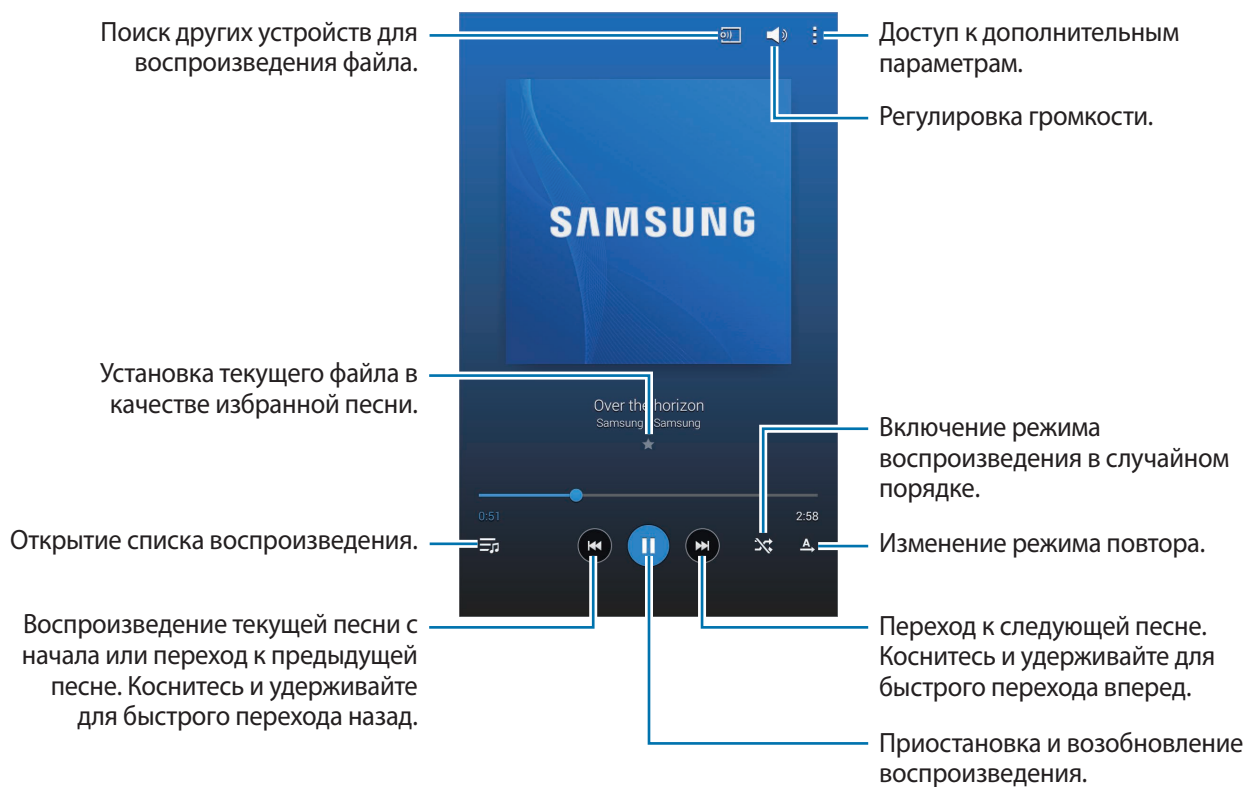 Поиск других устройств для
воспроизведения файла.
Доступ к дополнительным
параметрам.
Регулировка громкости.
SAMSUNG
Установка текущего файла в
качестве избранной песни.
Over the horizon
Samsung Samsung
Включение режима
воспроизведения в случайном
порядке.
0:51
2:58
Открытие списка воспроизведения.
A
Изменение режима повтора.
Воспроизведение текущей песни с
начала или переход к предыдущей
песне. Коснитесь и удерживайте
для быстрого перехода назад.
Переход к следующей песне.
Коснитесь и удерживайте для
быстрого перехода вперед.
Приостановка и возобновление
воспроизведения.